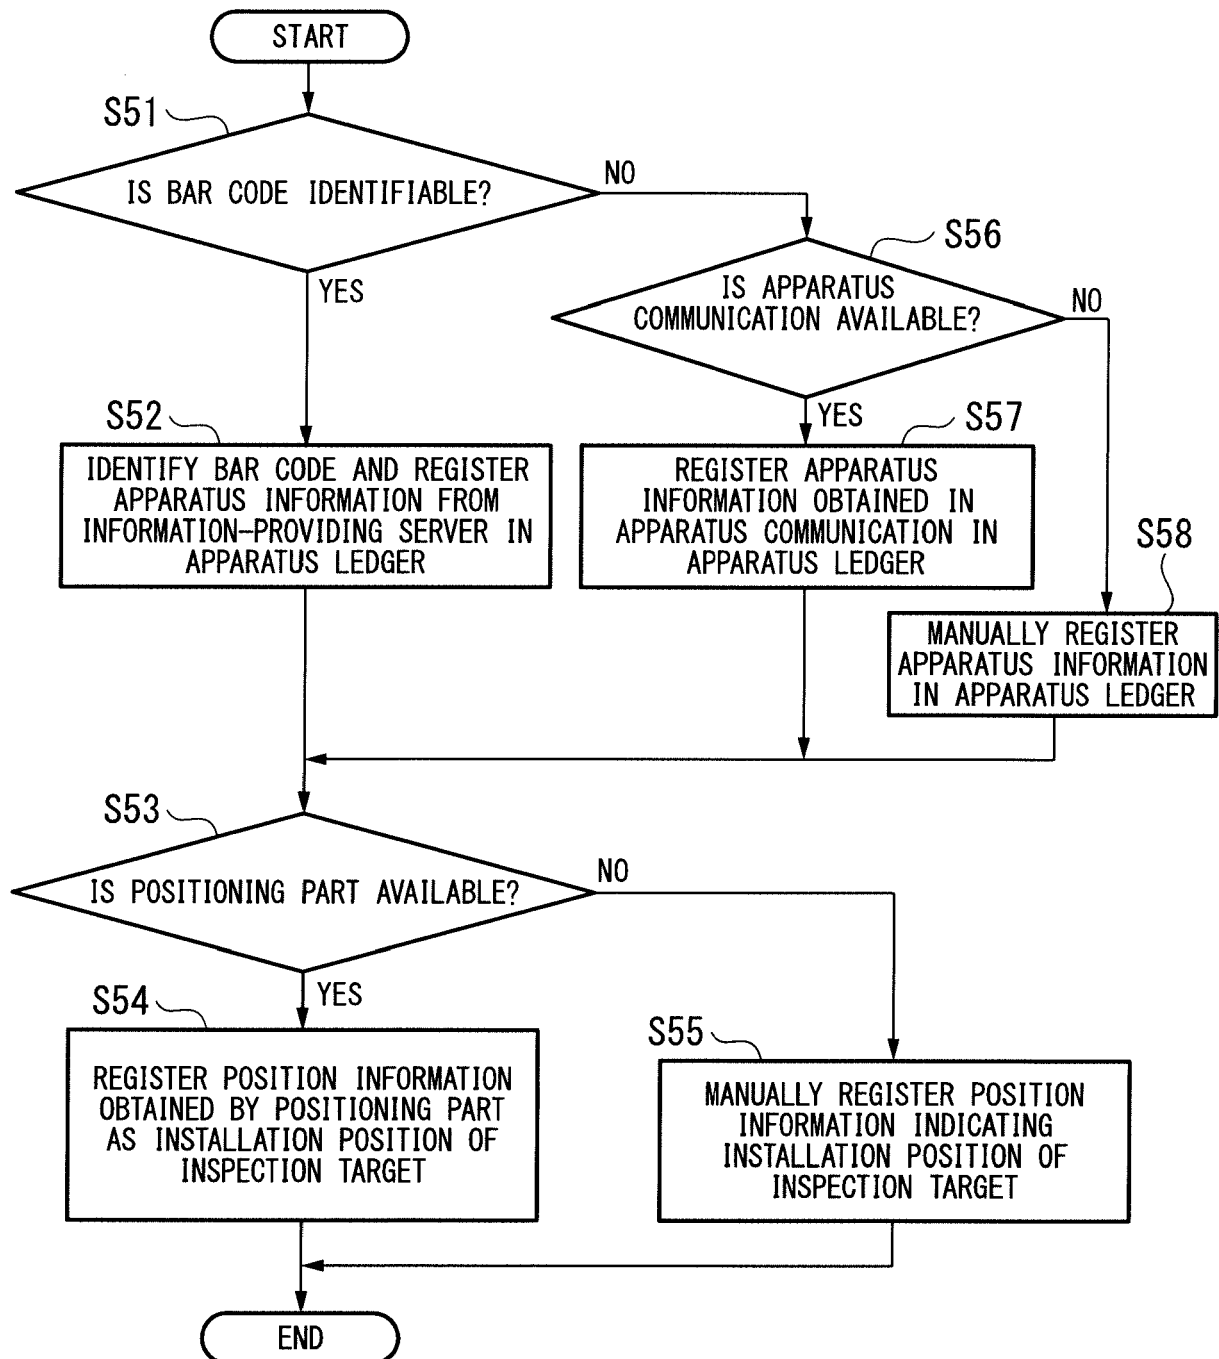 START
S51
IS BAR CODE IDENTIFIABLE?
NO
YES
S56
IS APPARATUS
COMMUNICATION AVAILABLE?
NO
YES
S52
IDENTIFY BAR CODE AND REGISTER
APPARATUS INFORMATION FROM
INFORMATION-PROVIDING SERVER IN
APPARATUS LEDGER
S57
REGISTER APPARATUS
INFORMATION OBTAINED IN
APPARATUS COMMUNICATION IN
APPARATUS LEDGER
S58
MANUALLY REGISTER
APPARATUS INFORMATION
IN APPARATUS LEDGER
S53
IS POSITIONING PART AVAILABLE?
NO
YES
S54
REGISTER POSITION INFORMATION
OBTAINED BY POSITIONING PART
AS INSTALLATION POSITION OF
INSPECTION TARGET
S55
MANUALLY REGISTER POSITION
INFORMATION INDICATING
INSTALLATION POSITION OF
INSPECTION TARGET
END